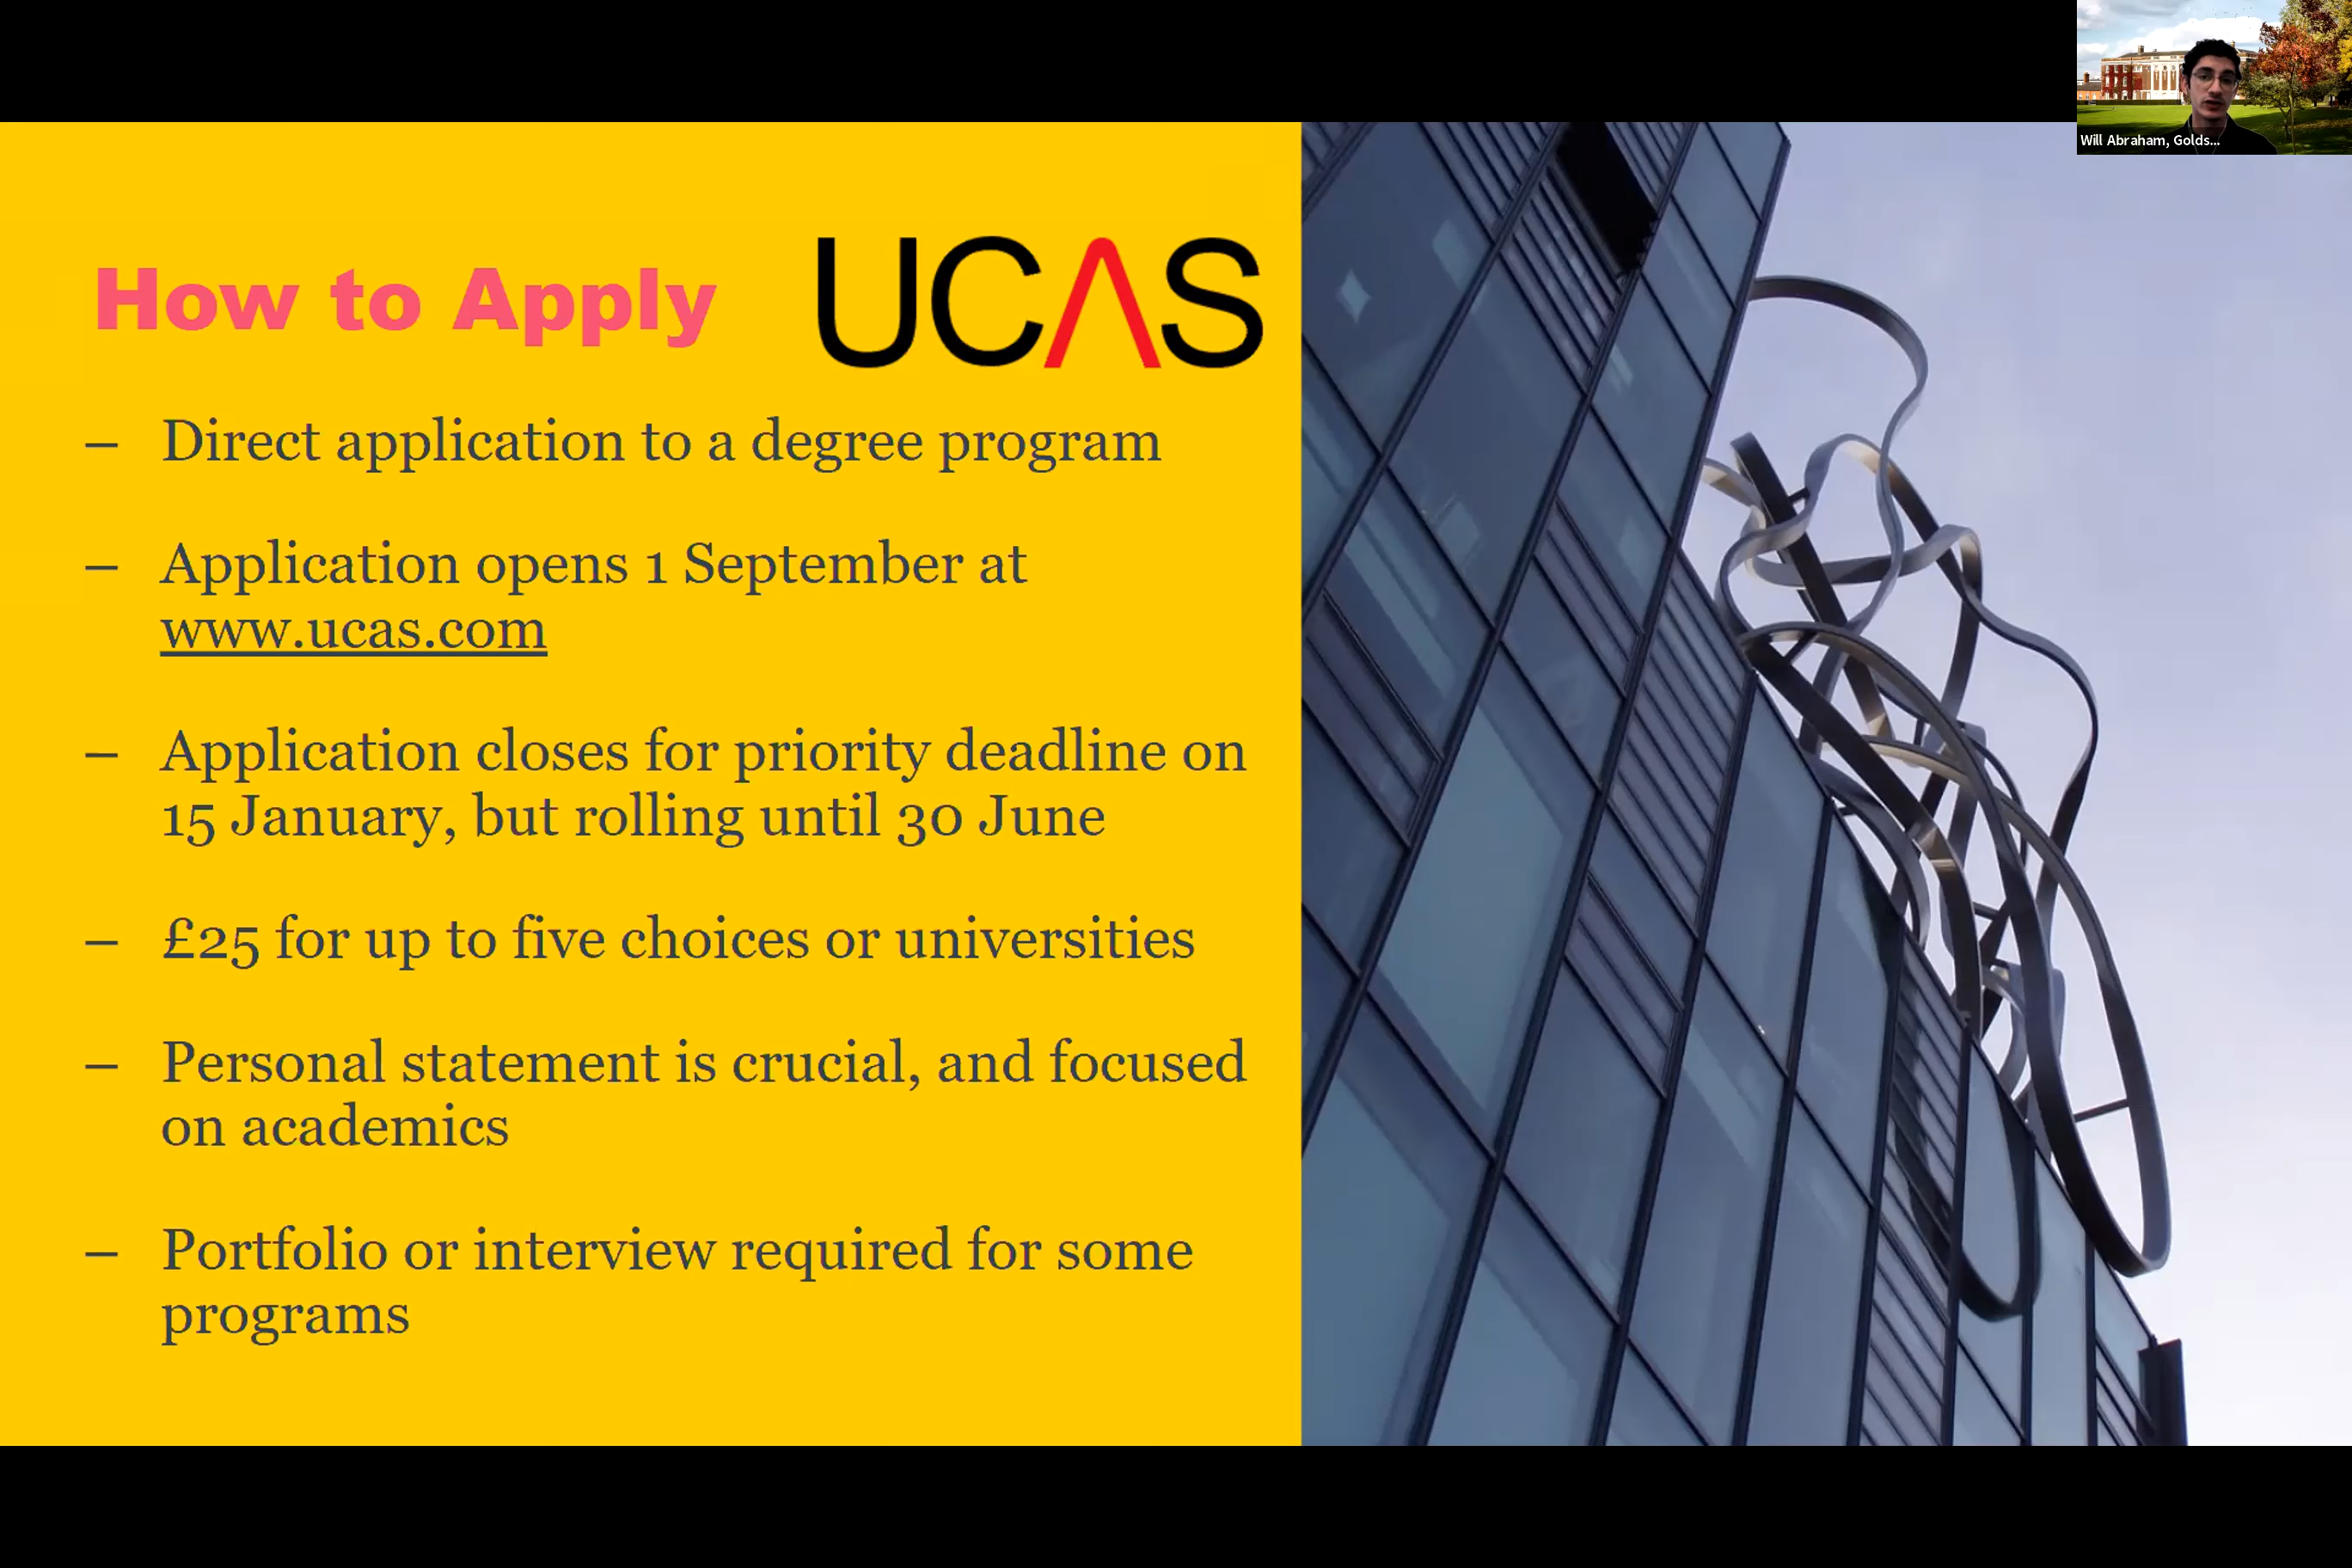 Will Abraham, Golds...
How to Apply
UCAS
– Direct application to a degree program
– Application opens 1 September at
www.ucas.com
– Application closes for priority deadline on
15 January, but rolling until 30 June
– £25 for up to five choices or universities
– Personal statement is crucial, and focused
on academics
– Portfolio or interview required for some
programs